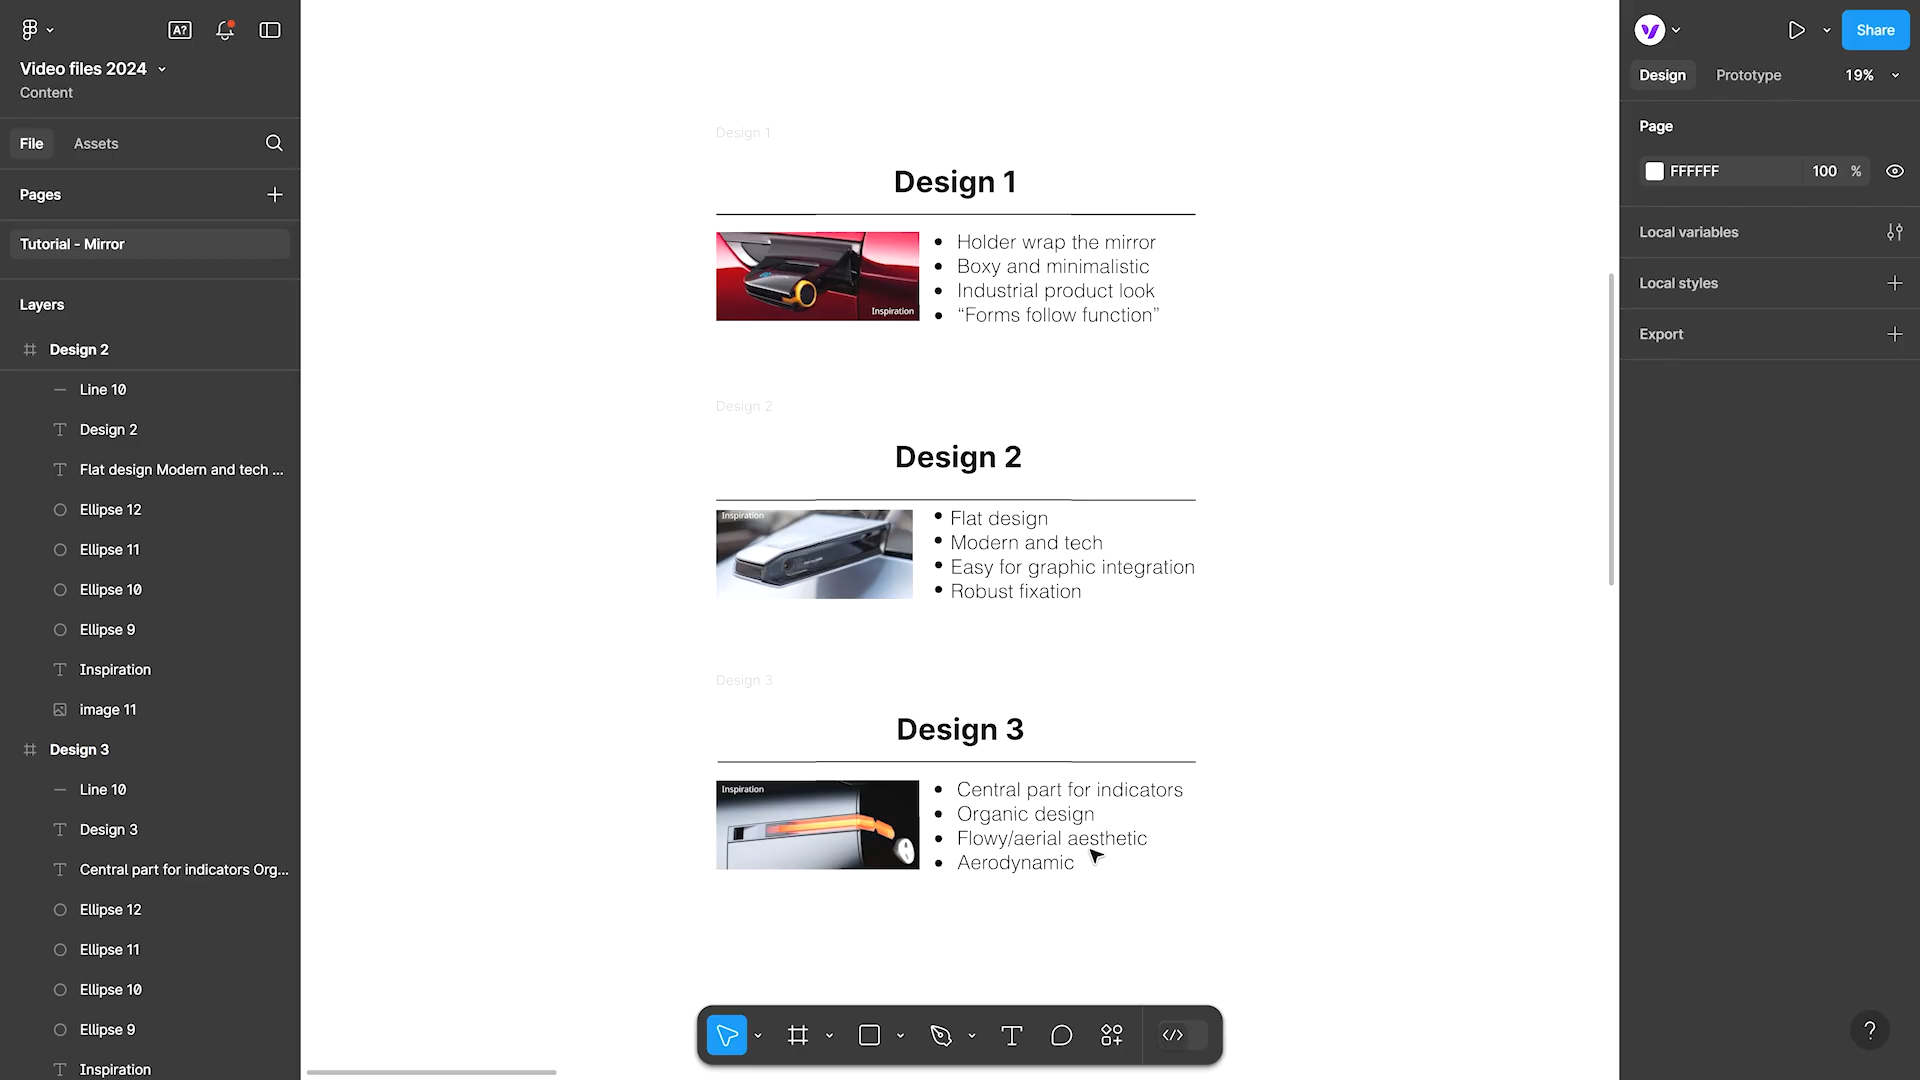 A?
Video files 2024
Content
File
Assets
Pages
Tutorial - Mirror
Layers
Design 2
Line 10
Design 2
Flat design Modern and tech ...
Ellipse 12
Ellipse 11
Ellipse 10
Ellipse 9
Inspiration
image 11
Design 3
Line 10
Design 3
Central part for indicators Org...
Ellipse 12
Ellipse 11
Ellipse 10
Ellipse 9
Inspiration
Design 1
Design 1
Inspiration
• Holder wrap the mirror
• Boxy and minimalistic
• Industrial product look
• “Forms follow function”
Design 2
Design 2
Inspiration
• Flat design
• Modern and tech
• Easy for graphic integration
• Robust fixation
Design 3
Design 3
Inspiration
• Central part for indicators
• Organic design
• Flowy/aerial aesthetic
• Aerodynamic
Share
Design
Prototype
19%
Page
FFFFFF
100 %
Local variables
Local styles
Export
?